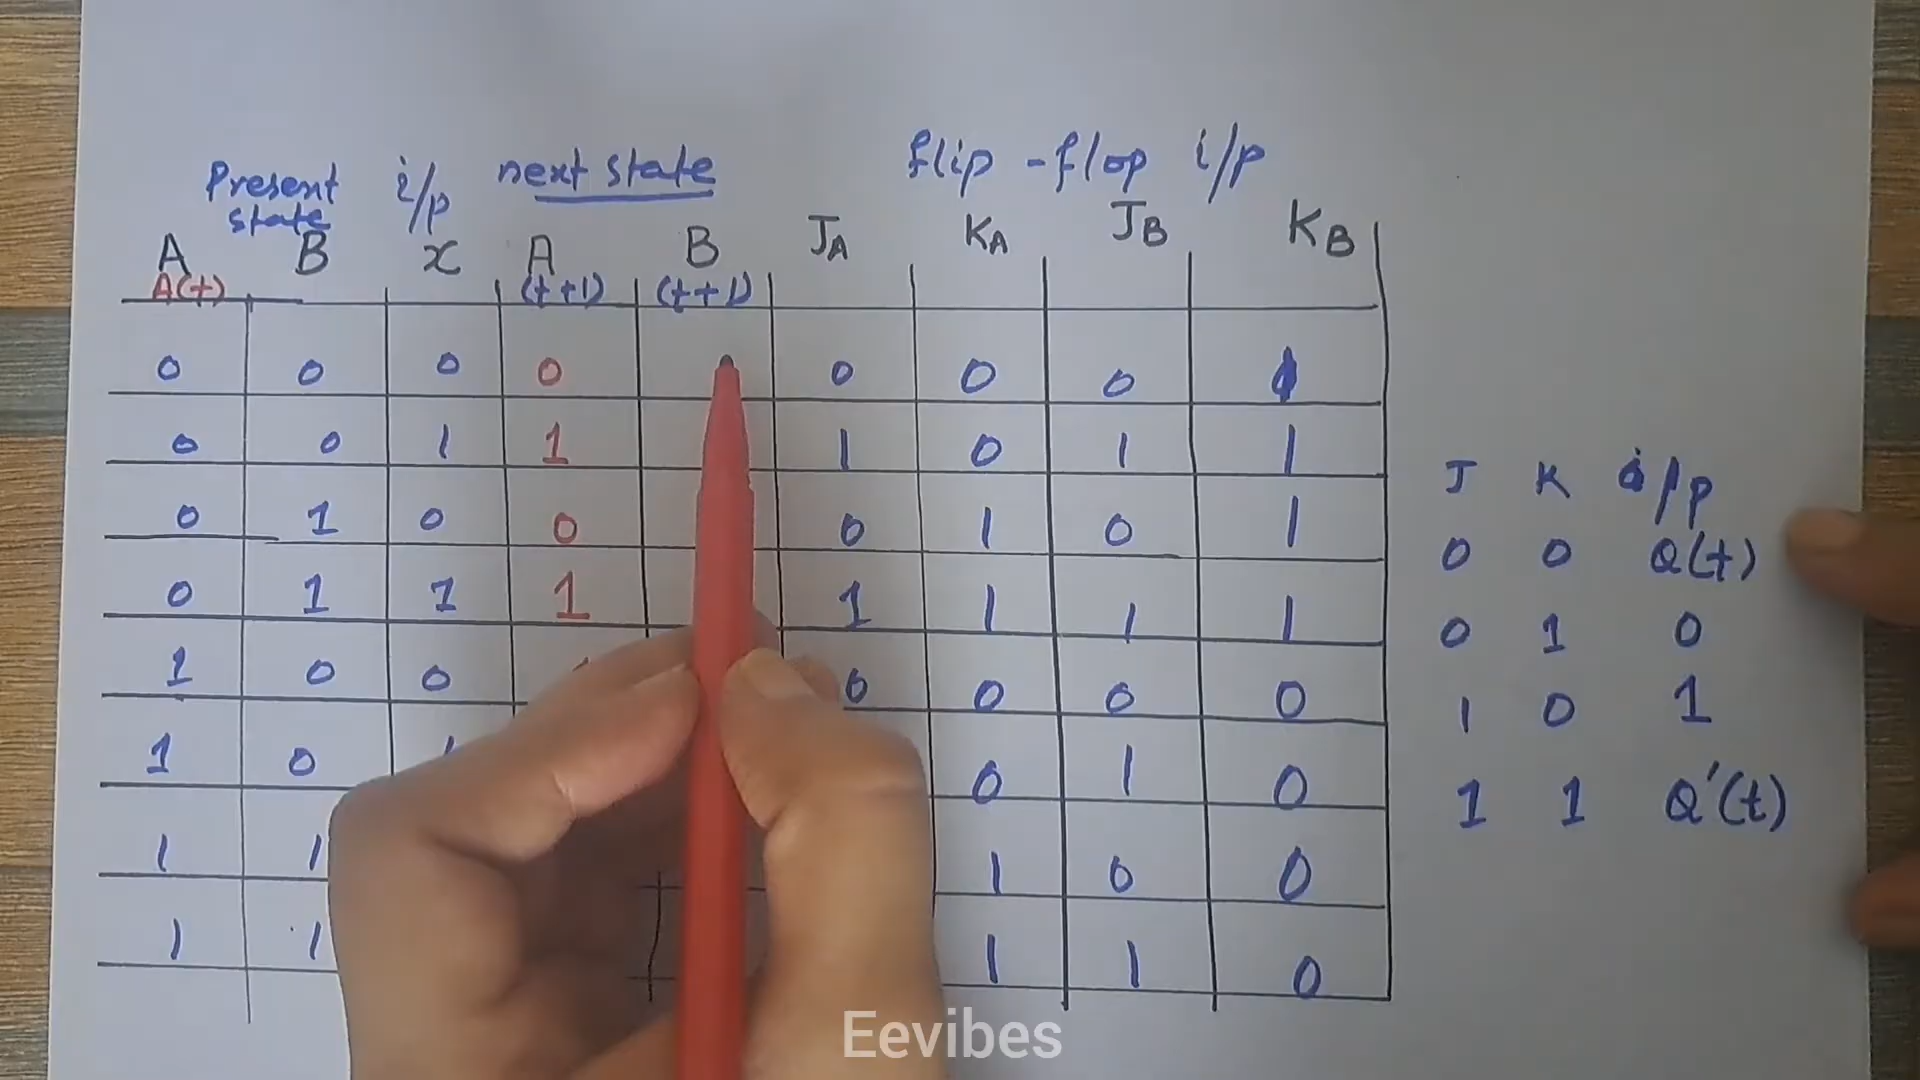 Present i/p next state flip-flop i/p
state
A B x A B JA KA JB KB
A(t) (t+1) (t+1)
0 0 0 0 0 0 0
0 0 1 1 1 0 1 1
0 1 0 0 0 1 0 1
0 1 1 1 1 1 1 1
1 0 0 0 0 0 0
1 0 0 1 0
1 1 1 0 0
1 1 1 1 0
J K i/p
0 0 Q(t)
0 1 0
1 0 1
1 1 Q'(t)
Eevibes